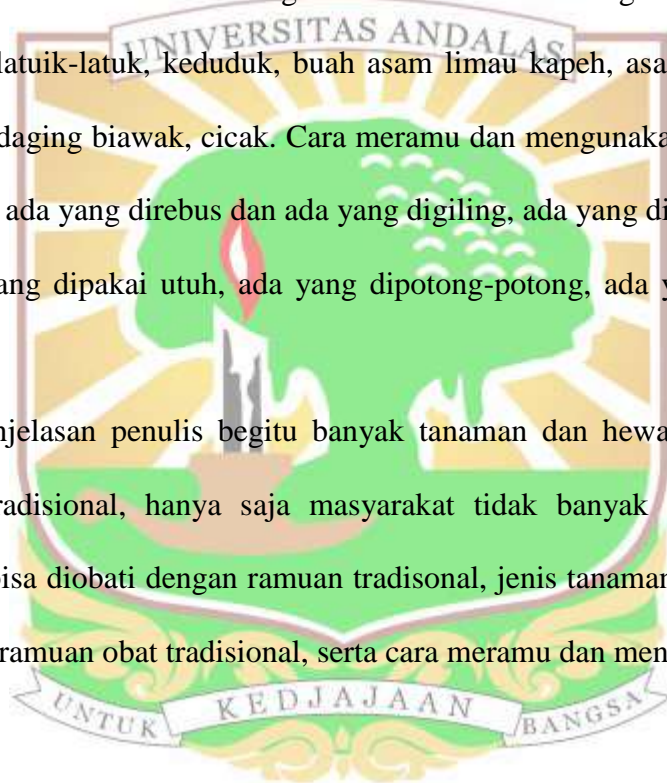 UNIVERSITAS ANDALAS
latuik-latuk, keduduk, buah asam limau kapeh, asa
daging biawak, cicak. Cara meramu dan mengunaka
ada yang direbus dan ada yang digiling, ada yang di
ang dipakai utuh, ada yang dipotong-potong, ada y
njelasan penulis begitu banyak tanaman dan hewa
radisional, hanya saja masyarakat tidak banyak
bisa diobati dengan ramuan tradisonal, jenis tanaman
ramuan obat tradisional, serta cara meramu dan men
UNTUK KEDJAJAAN BANGSA